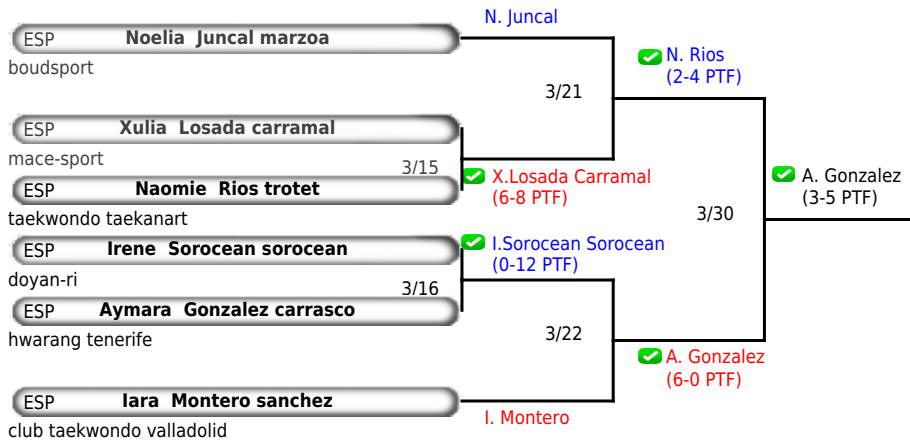 N. Juncal
ESP Noelia Juncal marzoa
boudsport
N. Rios
(2-4 PTF)
3/21
ESP Xulia Losada carramal
mace-sport
3/15
X.Losada Carramal
(6-8 PTF)
ESP Naomie Rios trotet
taekwondo taekanart
A. Gonzalez
(3-5 PTF)
3/30
ESP Irene Sorocean sorocean
doyan-ri
I.Sorocean Sorocean
(0-12 PTF)
3/16
ESP Aymara Gonzalez carrasco
hwarang tenerife
3/22
A. Gonzalez
(6-0 PTF)
ESP Iara Montero sanchez
club taekwondo valladolid
I. Montero